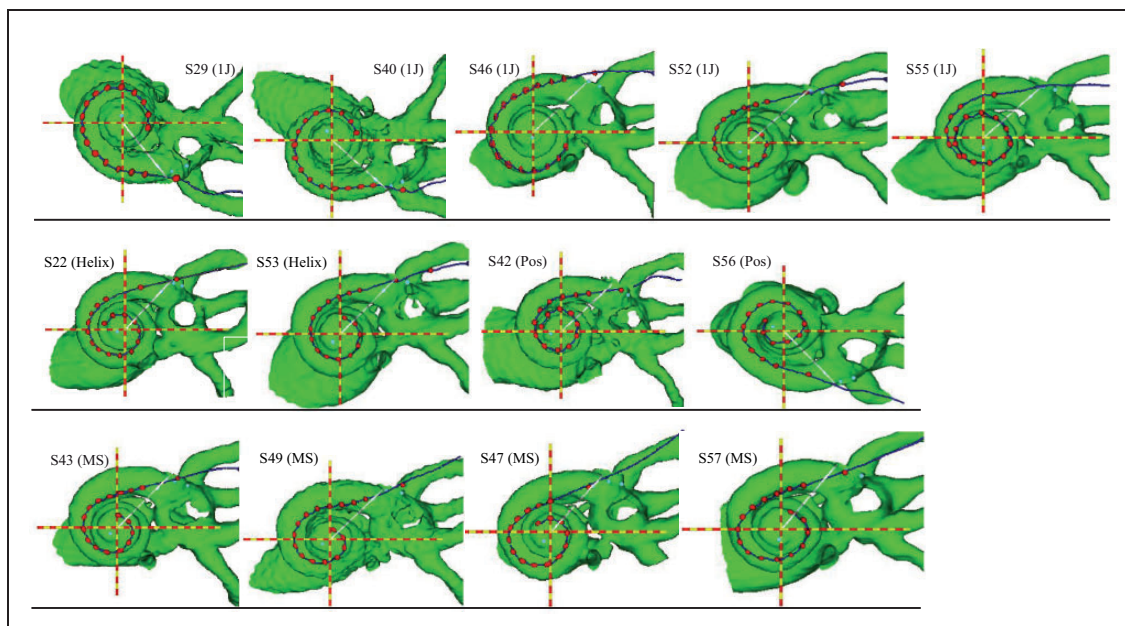 S29 (1J)
S40 (1J)
S46 (1J)
S52 (1J)
S55 (1J)
S22 (Helix)
S53 (Helix)
S42 (Pos)
S56 (Pos)
S43 (MS)
S49 (MS)
S47 (MS)
S57 (MS)